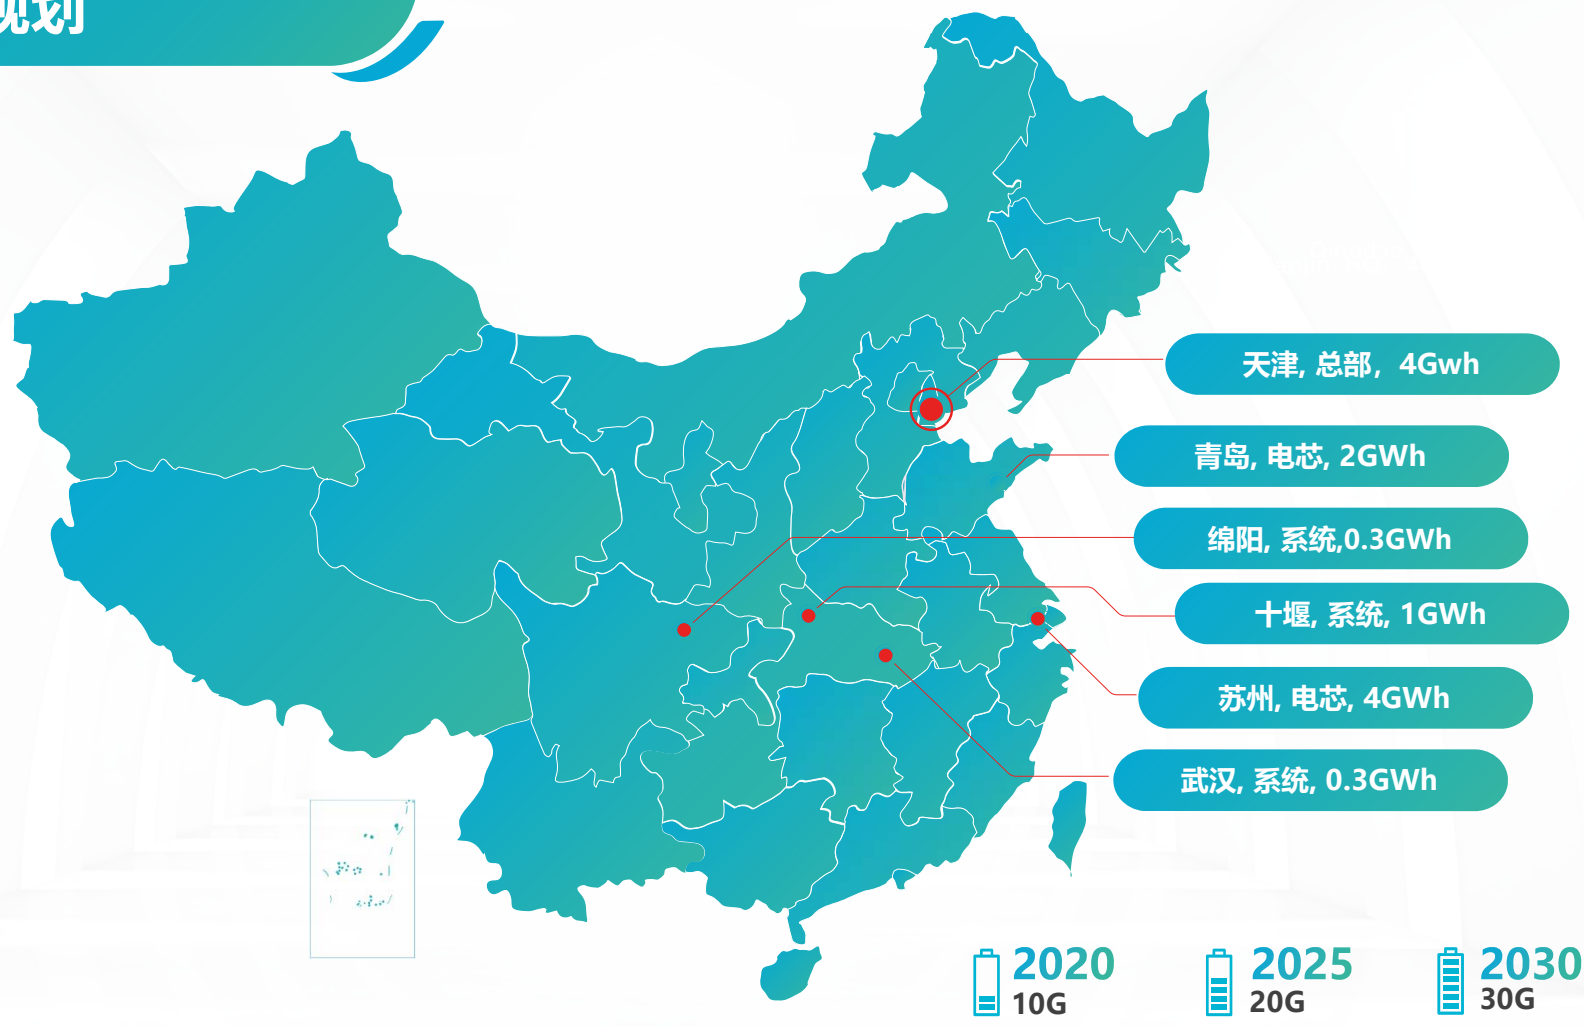 规划
天津, 总部，4Gwh
青岛, 电芯, 2GWh
绵阳, 系统,0.3GWh
十堰, 系统, 1GWh
苏州, 电芯, 4GWh
武汉, 系统, 0.3GWh
2020
10G
2025
20G
2030
30G